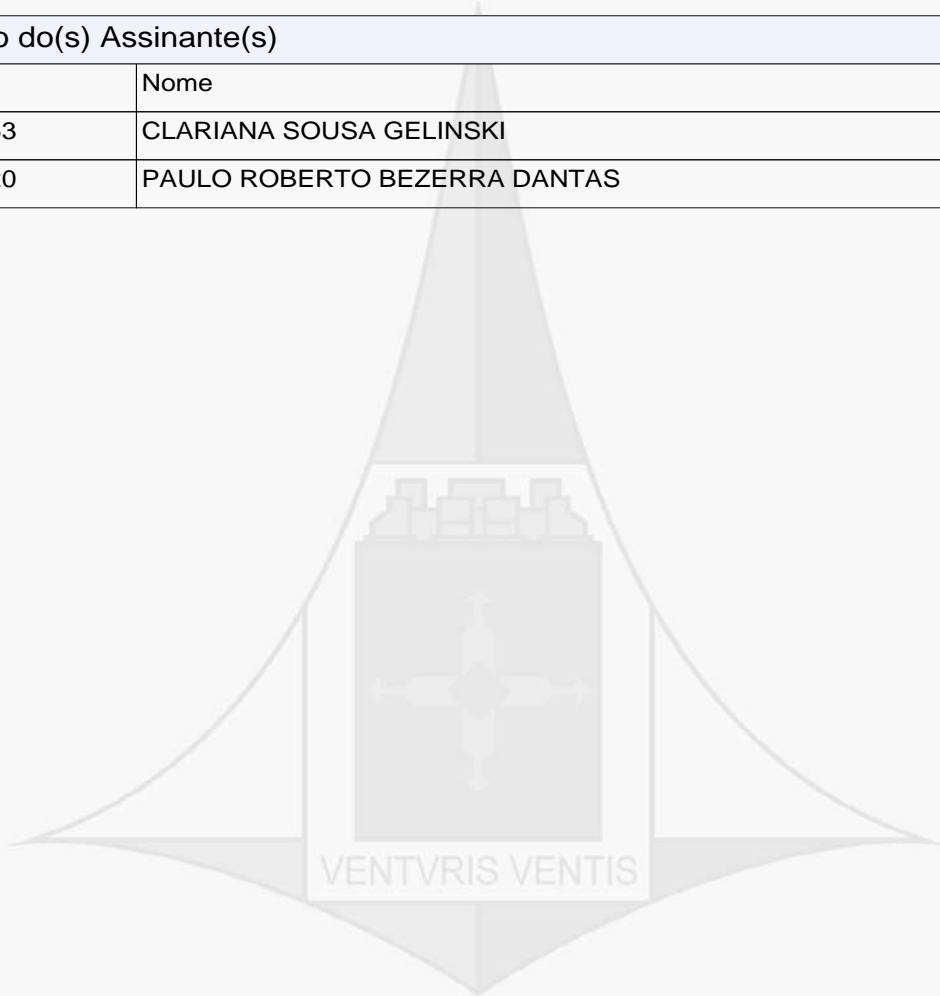 o do(s) Assinante(s)
Nome
3 CLARIANA SOUSA GELINSKI
0 PAULO ROBERTO BEZERRA DANTAS
VENTVRIS VENTIS